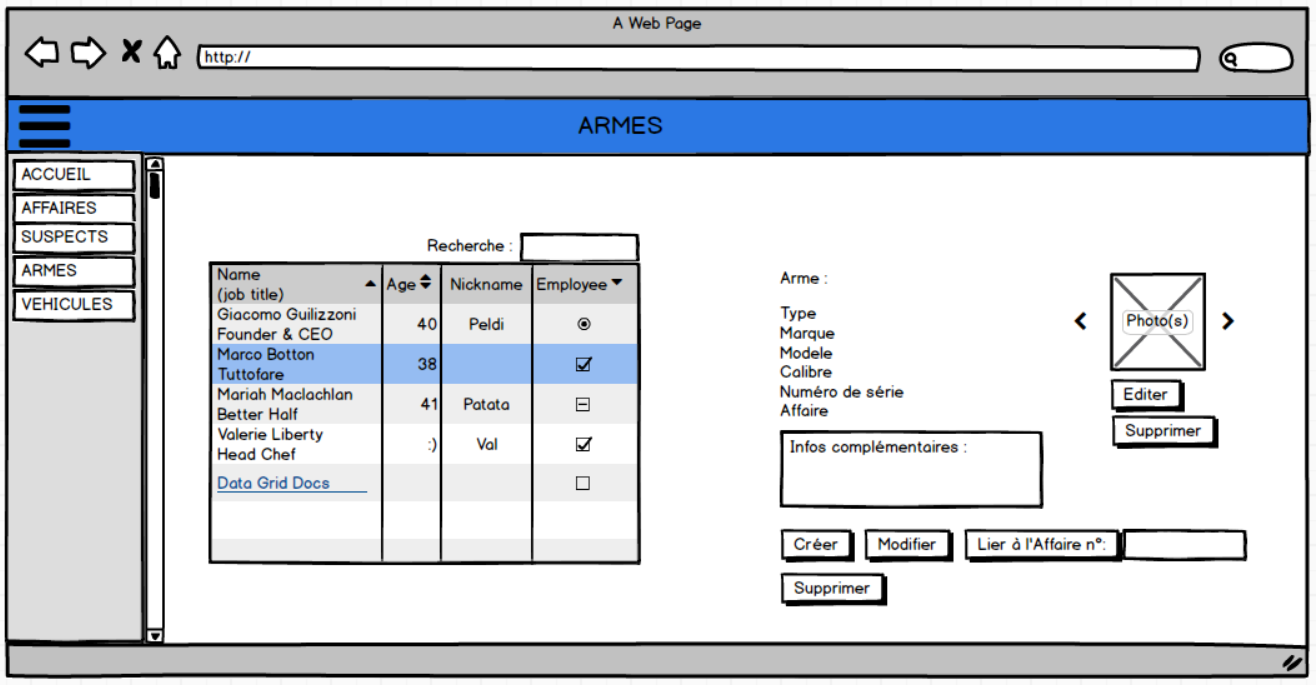 A Web Page
http://
ARMES
ACCUEIL
AFFAIRES
SUSPECTS
ARMES
VEHICULES
Recherche :
Name
(job title)
Age
Nickname
Employee
Giacomo Guilizzoni
Founder & CEO
40
Peldi
Marco Botton
Tuttofare
38
Mariah Maclachlan
Better Half
41
Patata
Valerie Liberty
Head Chef
:)
Val
Data Grid Docs
Arme :
Type
Marque
Modele
Calibre
Numéro de série
Affaire
Infos complémentaires :
Photo(s)
Editer
Supprimer
Créer
Modifier
Lier à l'Affaire n°:
Supprimer